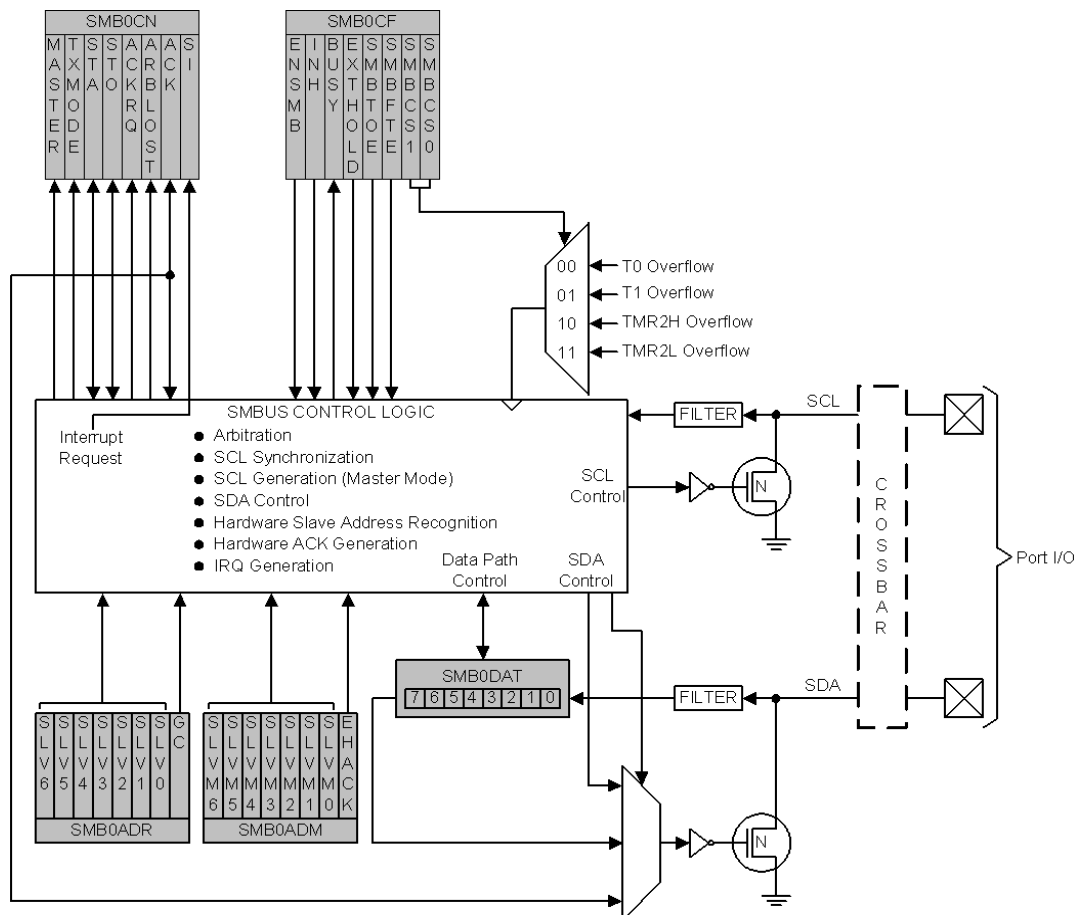 SMB0CN
MASTER
TXMODE
STA
STO
ACKRQ
ARBLOST
ACK
SI
SMB0CF
ENSMB
INH
BUSY
EXTHOLD
SMBTOE
SMBFTE
SMBCS1
SMBCS0
00
01
10
11
T0 Overflow
T1 Overflow
TMR2H Overflow
TMR2L Overflow
SMBUS CONTROL LOGIC
Interrupt
Request
● Arbitration
● SCL Synchronization
● SCL Generation (Master Mode)
● SDA Control
● Hardware Slave Address Recognition
● Hardware ACK Generation
● IRQ Generation
Data Path
Control
SDA
Control
SCL
Control
FILTER
SCL
N
CROSSBAR
Port I/O
SMB0DAT
7 6 5 4 3 2 1 0
FILTER
SDA
N
SLV6
SLV5
SLV4
SLV3
SLV2
SLV1
SLV0
GC
SMB0ADR
SLVM6
SLVM5
SLVM4
SLVM3
SLVM2
SLVM1
SLVM0
EHACK
SMB0ADM